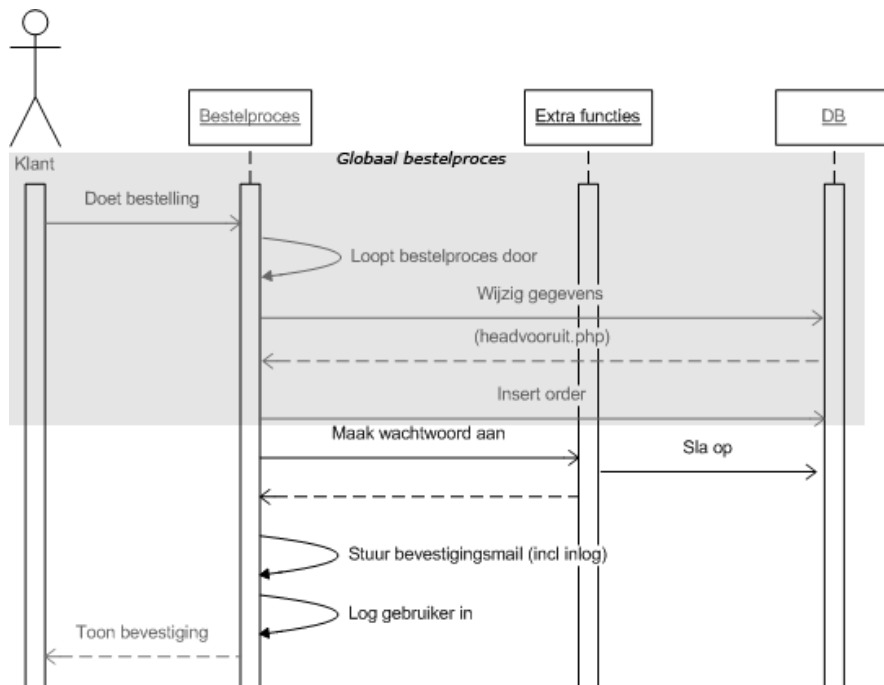 Bestelproces
Extra functies
DB
Klant
Globaal bestelproces
Doet bestelling
Loopt bestelproces door
Wijzig gegevens
(headvooruit.php)
Insert order
Maak wachtwoord aan
Sla op
Stuur bevestigingsmail (incl inlog)
Log gebruiker in
Toon bevestiging